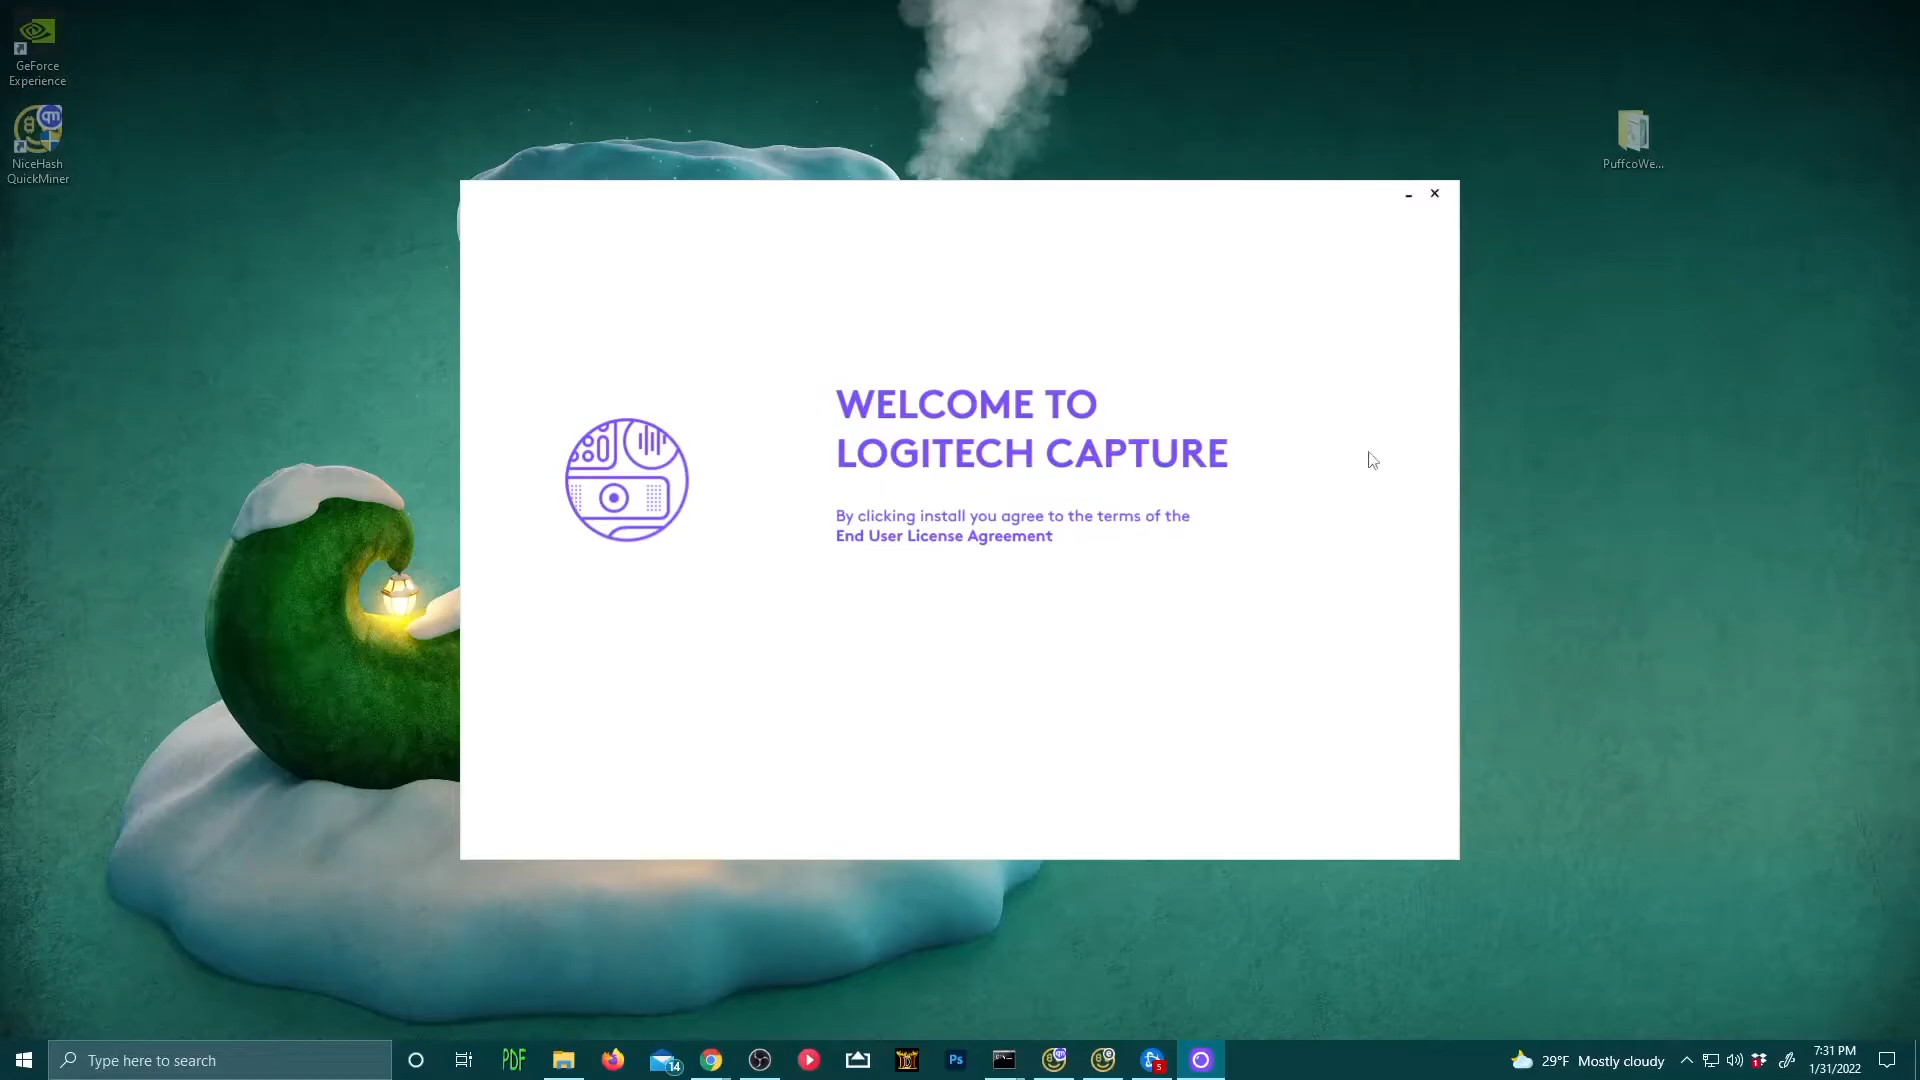 GeForce
Experience
NiceHash
QuickMiner
PuffcoWe...
WELCOME TO
LOGITECH CAPTURE
By clicking install you agree to the terms of the
End User License Agreement
Type here to search
PDF
14
Ps
5
29°F Mostly cloudy
7:31 PM
1/31/2022